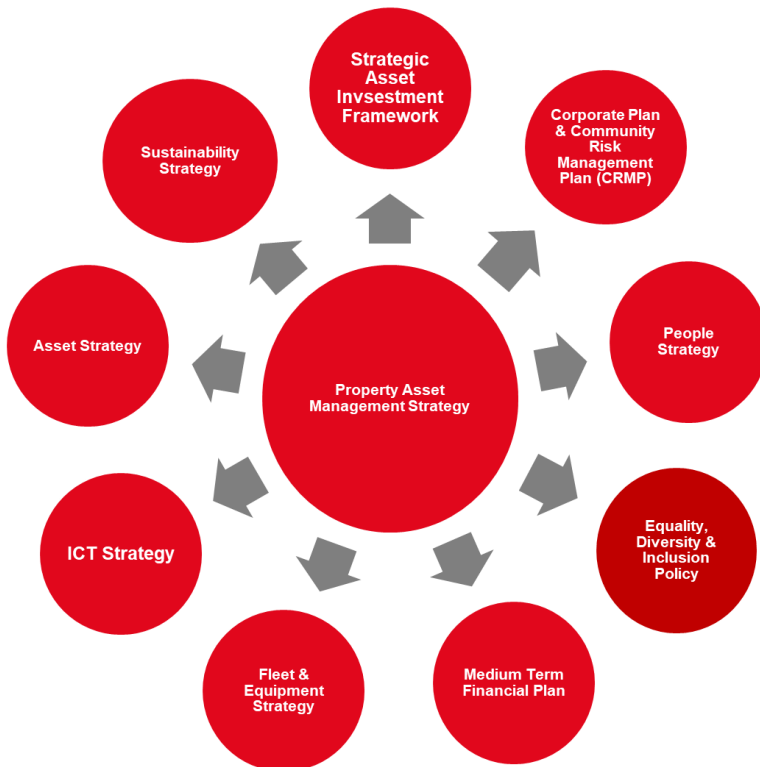 Strategic
Asset
Invsestment
Framework
Corporate Plan
& Community
Risk
Management
Plan (CRMP)
Sustainability
Strategy
People
Strategy
Asset Strategy
Property Asset
Management Strategy
Equality,
Diversity &
Inclusion
Policy
ICT Strategy
Fleet &
Equipment
Strategy
Medium Term
Financial Plan